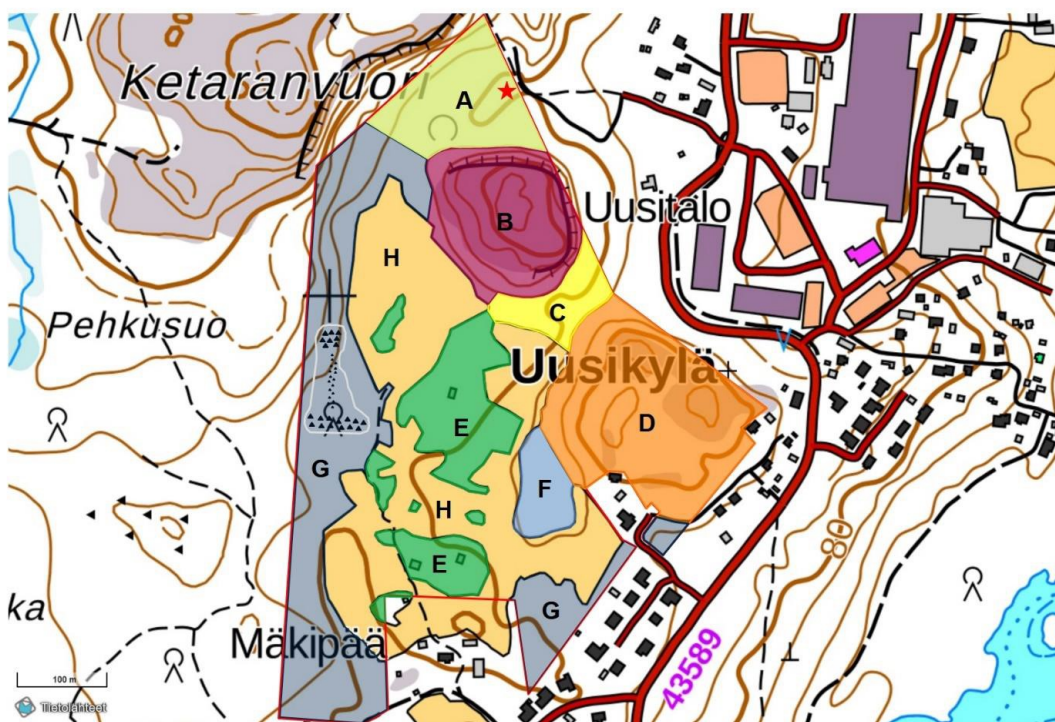 Ketaranvuori
A
B
Uusitalo
H
C
Pehkusuo
Uusikylä
D
E
G
F
H
E
G
80
ka
Mäkipää
43589
100 m
Tietolähteet